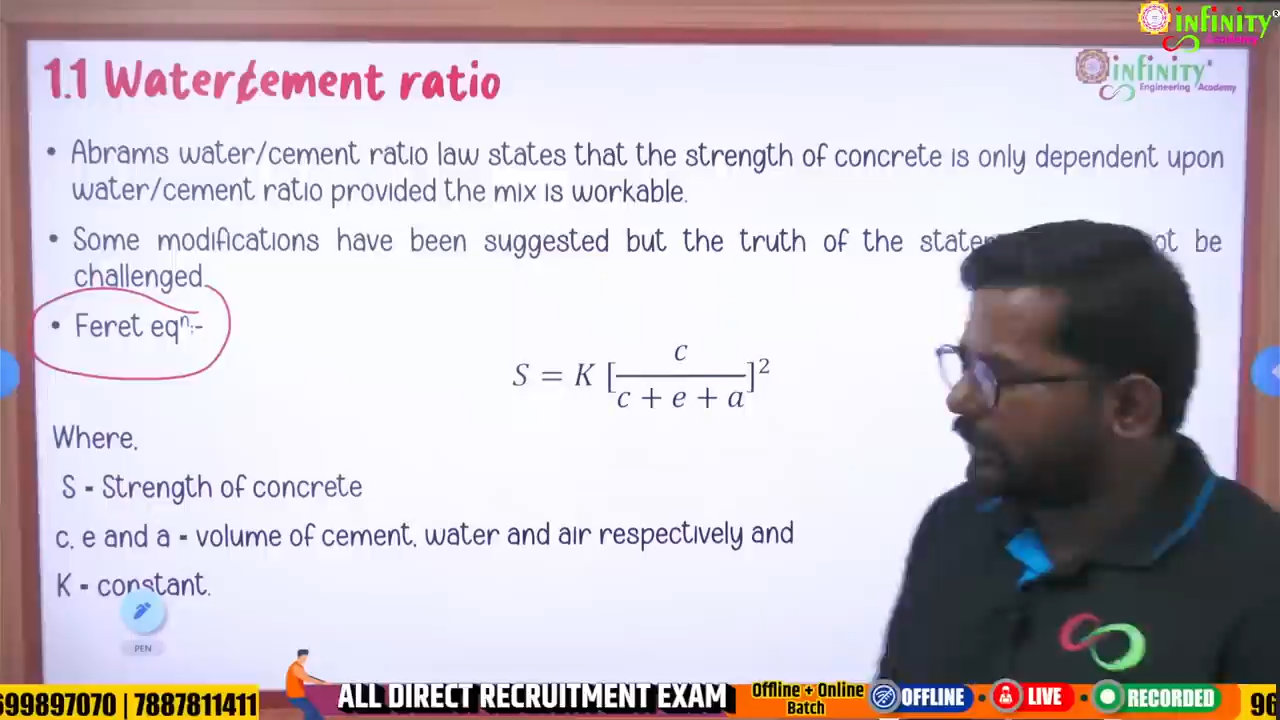 infinity
infinity
Engineering Academy
1.1 Water/cement ratio
• Abrams water/cement ratio law states that the strength of concrete is only dependent upon
water/cement ratio provided the mix is workable.
• Some modifications have been suggested but the truth of the be
challenged.
• Feret eqⁿ:-
S = K [c / (c + e + a)]²
Where,
S - Strength of concrete
c, e and a - volume of cement, water and air respectively and
K - constant.
PEN
699897070 | 7887811411
ALL DIRECT RECRUITMENT EXAM
Offline + Online
Batch
OFFLINE
LIVE
RECORDED
96